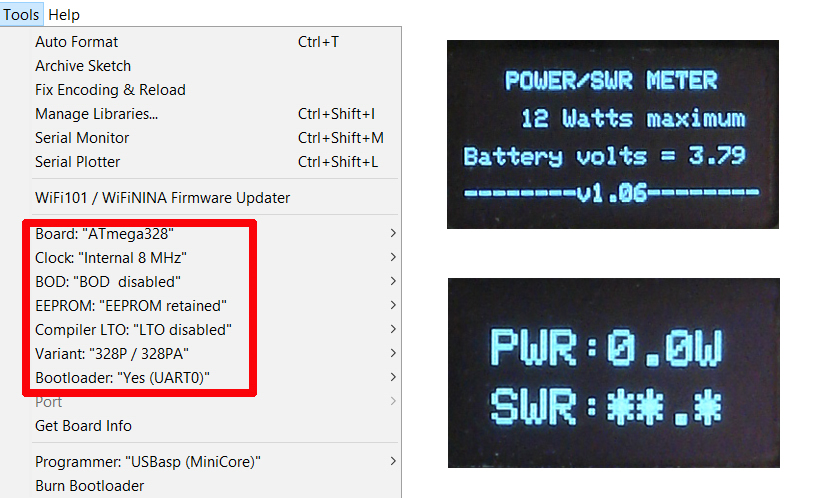 Tools Help
Auto Format Ctrl+T
Archive Sketch
Fix Encoding & Reload
Manage Libraries... Ctrl+Shift+I
Serial Monitor Ctrl+Shift+M
Serial Plotter Ctrl+Shift+L
WiFi101 / WiFiNINA Firmware Updater
Board: "ATmega328"
Clock: "Internal 8 MHz"
BOD: "BOD  disabled"
EEPROM: "EEPROM retained"
Compiler LTO: "LTO disabled"
Variant: "328P / 328PA"
Bootloader: "Yes (UART0)"
Port
Get Board Info
Programmer: "USBasp (MiniCore)"
Burn Bootloader
POWER/SWR METER
12 Watts maximum
Battery volts = 3.79
--------v1.06--------
PWR:0.0W
SWR:**.*